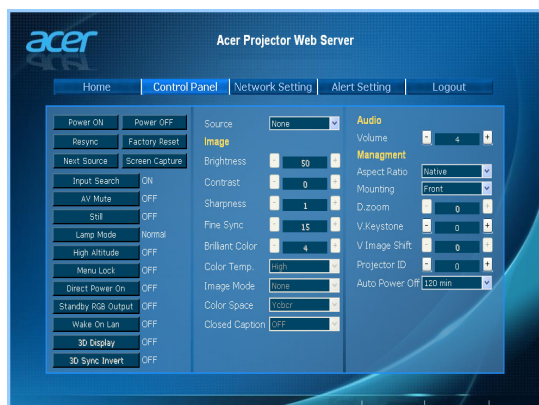 acer
Acer Projector Web Server
Home Control Panel Network Setting Alert Setting Logout
Power ON Power OFF
Resync Factory Reset
Next Source Screen Capture
Input Search ON
AV Mute OFF
Still OFF
Lamp Mode Normal
High Altitude OFF
Menu Lock OFF
Direct Power On OFF
Standby RGB Output OFF
Wake On Lan OFF
3D Display OFF
3D Sync Invert OFF
Source None
Image
Brightness - 50 +
Contrast - 0 +
Sharpness - 1 +
Fine Sync - 15 +
Brilliant Color - 4 +
Color Temp. High
Image Mode None
Color Space Ycbcr
Closed Caption OFF
Audio
Volume - 4 +
Managment
Aspect Ratio Native
Mounting Front
D.zoom - 0 +
V.Keystone - 0 +
V Image Shift - 0 +
Projector ID - 0 +
Auto Power Off 120 min